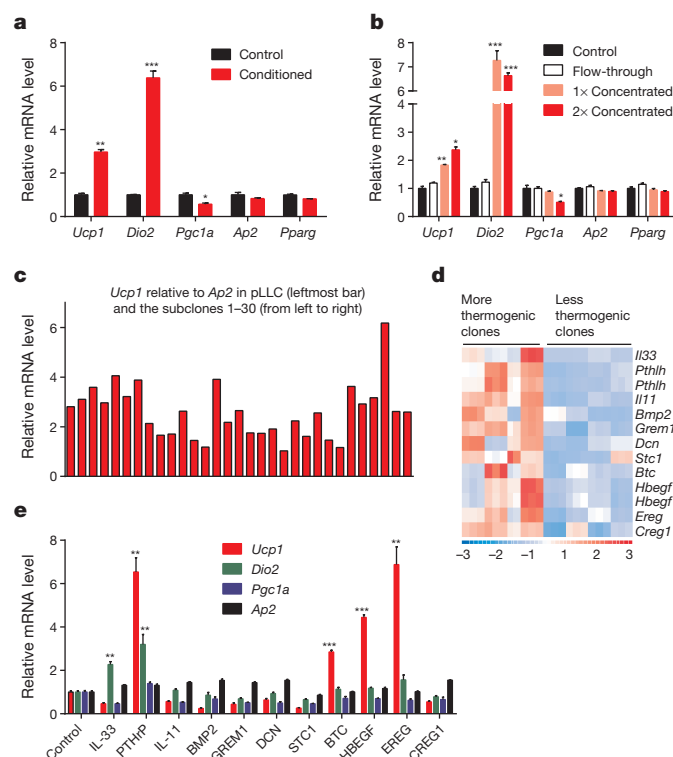 a
Relative mRNA level
8
6
4
2
0
Control
Conditioned
**
***
*
Ucp1 Dio2 Pgc1a Ap2 Pparg
b
Relative mRNA level
8
7
6
4
3
2
1
0
Control
Flow-through
1× Concentrated
2× Concentrated
** *
*** ***
*
Ucp1 Dio2 Pgc1a Ap2 Pparg
c
Ucp1 relative to Ap2 in pLLC (leftmost bar)
and the subclones 1–30 (from left to right)
Relative mRNA level
6
4
2
0
d
More thermogenic clones
Less thermogenic clones
Il33
Pthlh
Pthlh
Il11
Bmp2
Grem1
Dcn
Stc1
Btc
Hbegf
Hbegf
Ereg
Creg1
−3 −2 −1 1 2 3
e
Relative mRNA level
8
6
4
2
0
Ucp1
Dio2
Pgc1a
Ap2
**
**
**
***
***
**
Control
IL-33
PTHrP
IL-11
BMP2
GREM1
DCN
STC1
BTC
HBEGF
EREG
CREG1